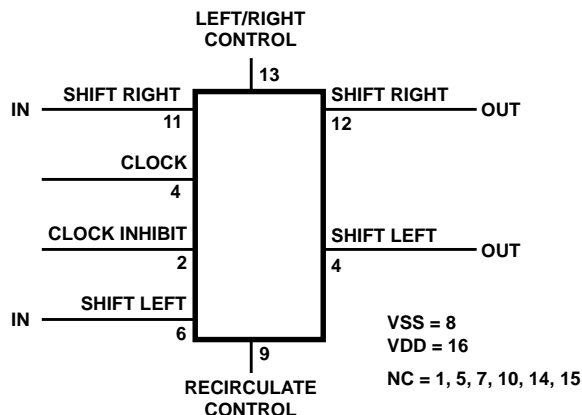 LEFT/RIGHT
CONTROL
13
IN SHIFT RIGHT SHIFT RIGHT OUT
11 12
CLOCK
4
CLOCK INHIBIT SHIFT LEFT OUT
2 4
IN SHIFT LEFT
6
VSS = 8
VDD = 16
9
NC = 1, 5, 7, 10, 14, 15
RECIRCULATE
CONTROL